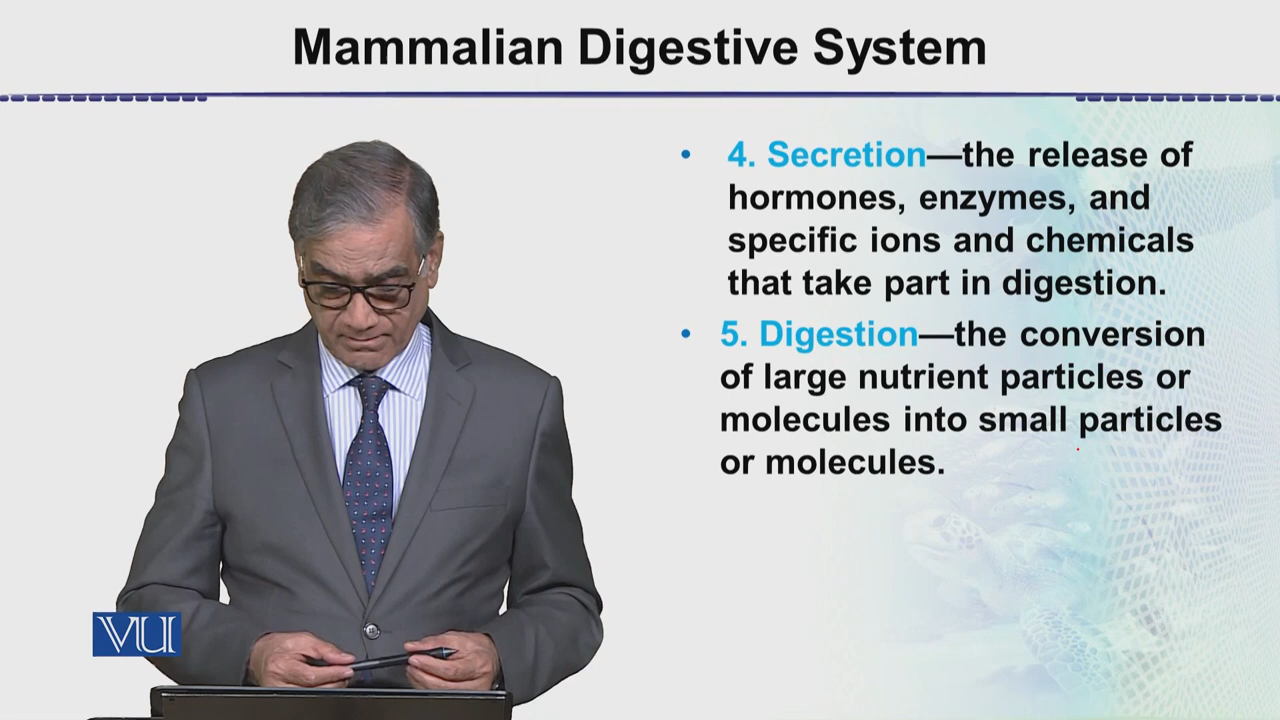 Mammalian Digestive System
• 4. Secretion—the release of
hormones, enzymes, and
specific ions and chemicals
that take part in digestion.
• 5. Digestion—the conversion
of large nutrient particles or
molecules into small particles
or molecules.
VU